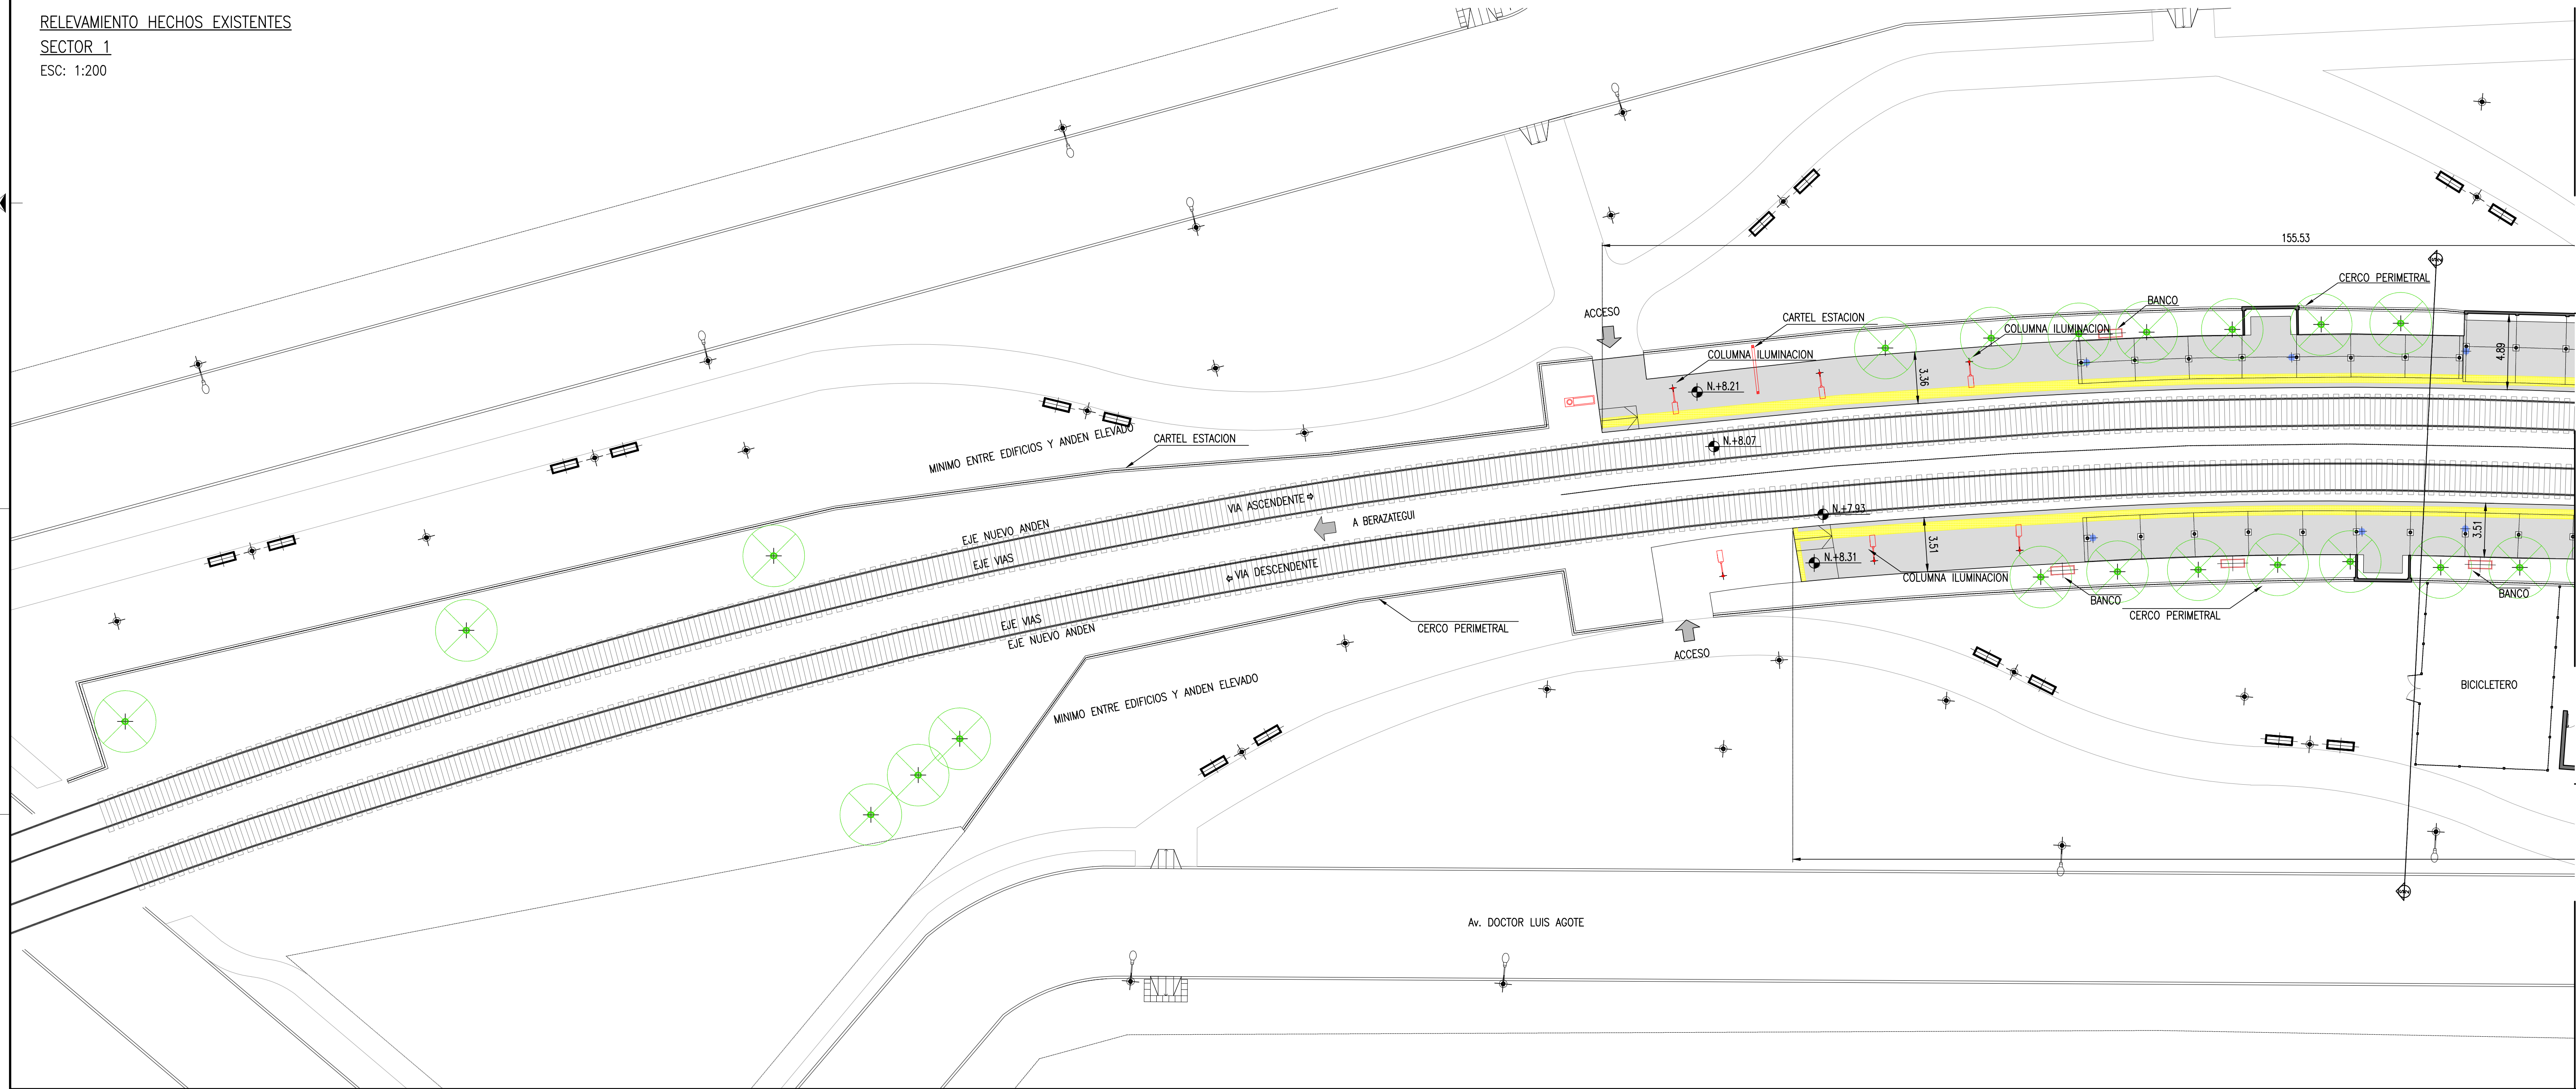 RELEVAMIENTO HECHOS EXISTENTES
SECTOR 1
ESC: 1:200
155.53
CERCO PERIMETRAL
BANCO
ACCESO
CARTEL ESTACION
COLUMNA ILUMINACION
COLUMNA ILUMINACION
4.89
3.36
N.+8.21
MINIMO ENTRE EDIFICIOS Y ANDEN ELEVADO
CARTEL ESTACION
N.+8.07
VIA ASCENDENTE
EJE NUEVO ANDEN
A BERAZATEGUI
EJE VIAS
N.+7.93
3.51
3.51
N.+8.31
VIA DESCENDENTE
COLUMNA ILUMINACION
BANCO
BANCO
CERCO PERIMETRAL
EJE VIAS
EJE NUEVO ANDEN
CERCO PERIMETRAL
ACCESO
MINIMO ENTRE EDIFICIOS Y ANDEN ELEVADO
BICICLETERO
Av. DOCTOR LUIS AGOTE